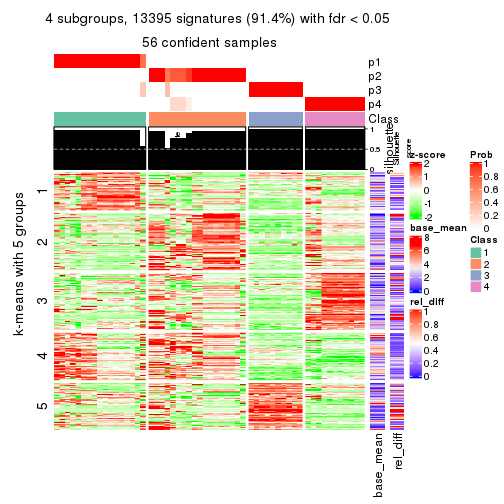 4 subgroups, 13395 signatures (91.4%) with fdr < 0.05
56 confident samples
p1
p2
p3
p4
Class
1
0.5
0
silhouette
Silhouette
score
k-means with 5 groups
1
2
3
4
5
base_mean
rel_diff
z-score
2
1
0
-1
-2
base_mean
8
6
4
2
0
rel_diff
1
0.8
0.6
0.4
0.2
0
Prob
1
0.8
0.6
0.4
0.2
0
Class
1
2
3
4